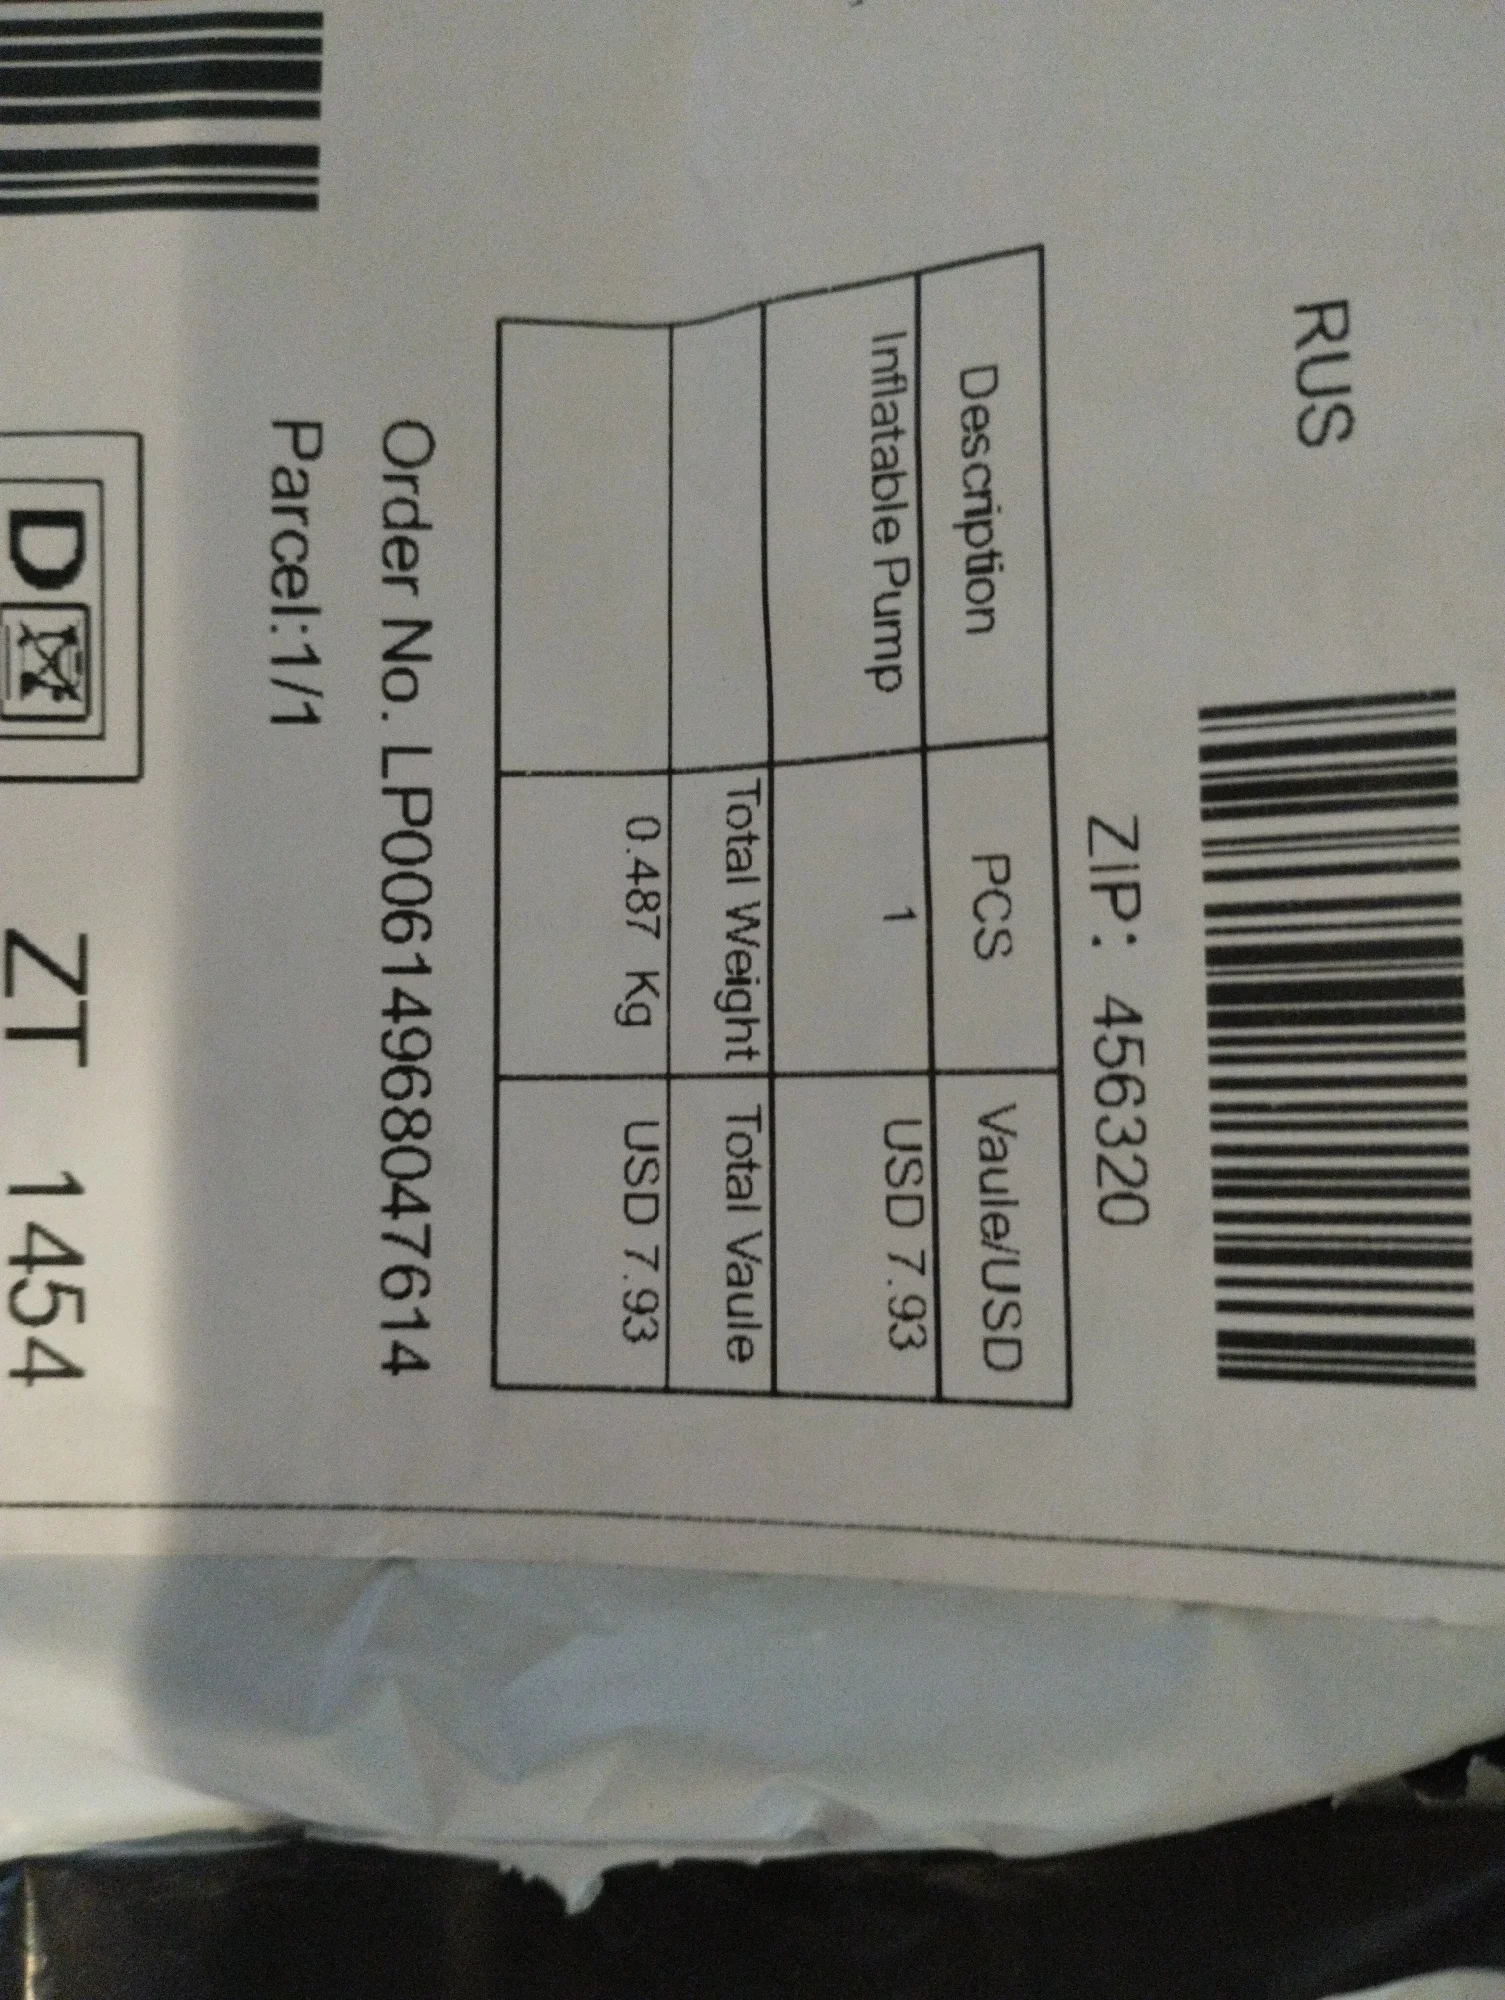 RUS
ZIP: 456320
Description PCS Vaule/USD
Inflatable Pump 1 USD 7.93
Total Weight Total Vaule
0.487 Kg USD 7.93
Order No. LP00614968047614
Parcel:1/1
D ZT 1454